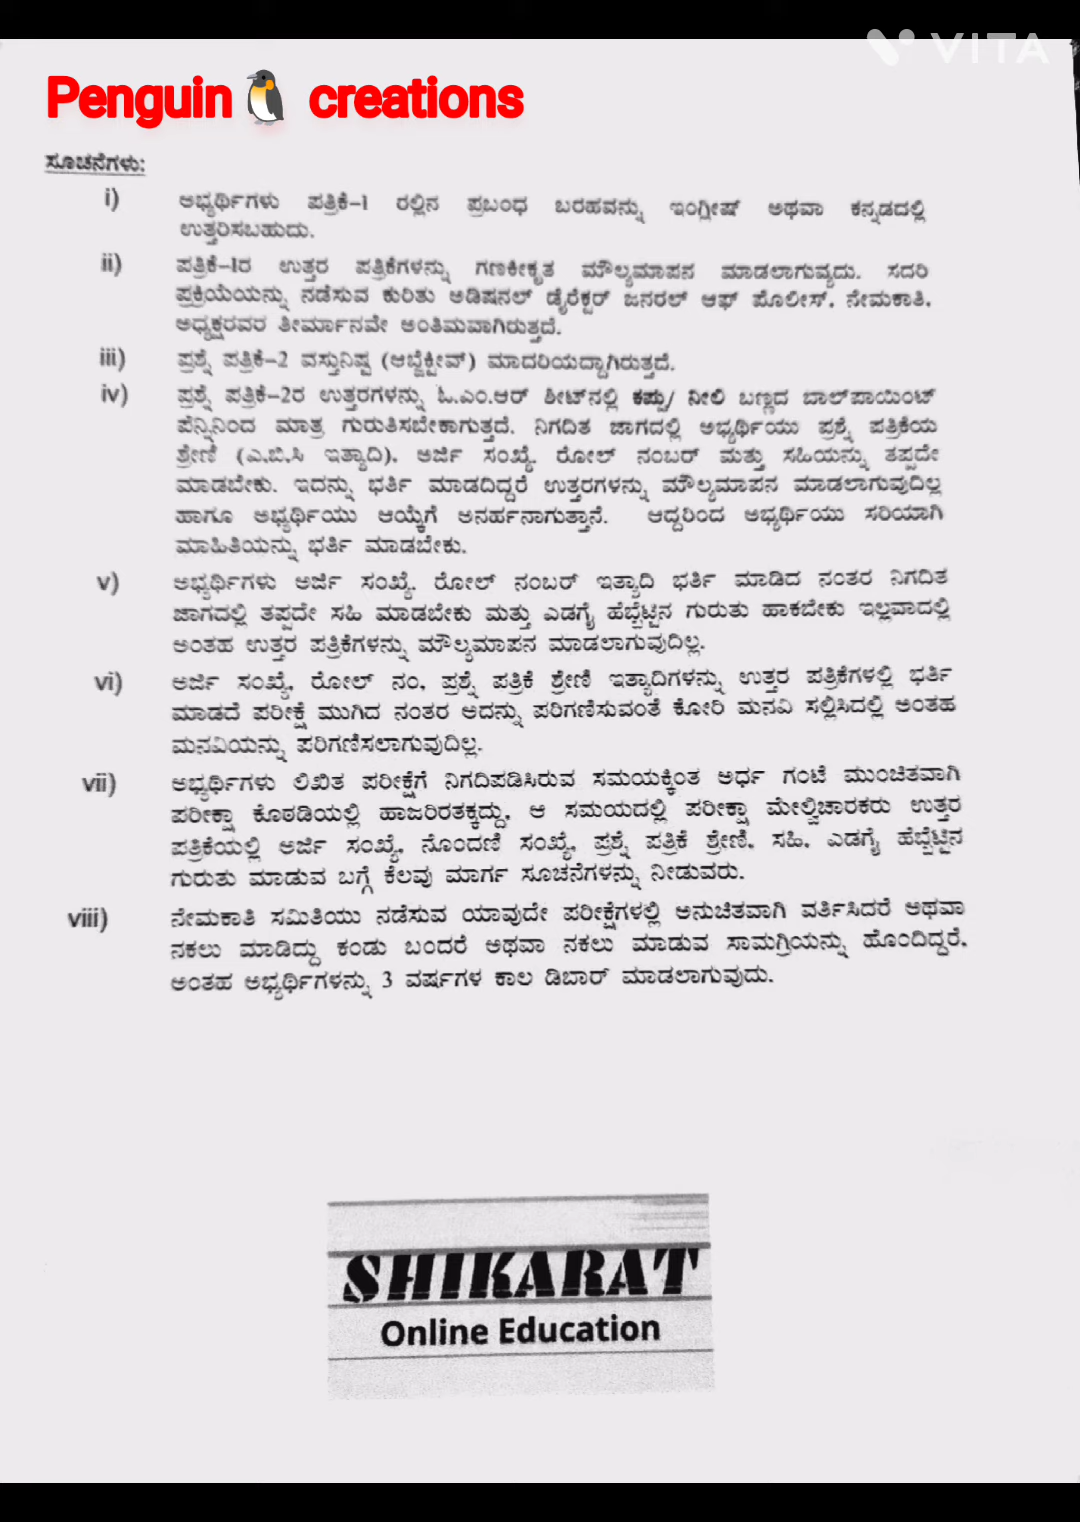 VITA
Penguin🐧 creations
ಸೂಚನೆಗಳು:
i) ಅಭ್ಯರ್ಥಿಗಳು ಪತ್ರಿಕೆ–1 ರಲ್ಲಿನ ಪ್ರಬಂಧ ಬರಹವನ್ನು ಇಂಗ್ಲೀಷ್ ಅಥವಾ ಕನ್ನಡದಲ್ಲಿ
ಉತ್ತರಿಸಬಹುದು.
ii) ಪತ್ರಿಕೆ–1ರ ಉತ್ತರ ಪತ್ರಿಕೆಗಳನ್ನು ಗಣಕೀಕೃತ ಮೌಲ್ಯಮಾಪನ ಮಾಡಲಾಗುವ್ಯದು. ಸದರಿ
ಪ್ರಕ್ರಿಯೆಯನ್ನು ನಡೆಸುವ ಕುರಿತು ಅಡಿಷನಲ್ ಡೈರೆಕ್ಟರ್ ಜನರಲ್ ಆಫ್ ಪೊಲೀಸ್, ನೇಮಕಾತಿ,
ಅಧ್ಯಕ್ಷರವರ ತೀರ್ಮಾನವೇ ಅಂತಿಮವಾಗಿರುತ್ತದೆ.
iii) ಪ್ರಶ್ನೆ ಪತ್ರಿಕೆ–2 ವಸ್ತುನಿಷ್ಠ (ಆಬ್ಜೆಕ್ಟೀವ್) ಮಾದರಿಯದ್ದಾಗಿರುತ್ತದೆ.
iv) ಪ್ರಶ್ನೆ ಪತ್ರಿಕೆ–2ರ ಉತ್ತರಗಳನ್ನು ಓ.ಎಂ.ಆರ್ ಶೀಟ್‌ನಲ್ಲಿ ಕಪ್ಪು/ ನೀಲಿ ಬಣ್ಣದ ಬಾಲ್‌ಪಾಯಿಂಟ್
ಪೆನ್ನಿನಿಂದ ಮಾತ್ರ ಗುರುತಿಸಬೇಕಾಗುತ್ತದೆ. ನಿಗದಿತ ಜಾಗದಲ್ಲಿ ಅಭ್ಯರ್ಥಿಯು ಪ್ರಶ್ನೆ ಪತ್ರಿಕೆಯ
ಶ್ರೇಣಿ (ಎ,ಬಿ,ಸಿ ಇತ್ಯಾದಿ), ಅರ್ಜಿ ಸಂಖ್ಯೆ, ರೋಲ್ ನಂಬರ್ ಮತ್ತು ಸಹಿಯನ್ನು ತಪ್ಪದೇ
ಮಾಡಬೇಕು. ಇದನ್ನು ಭರ್ತಿ ಮಾಡದಿದ್ದರೆ ಉತ್ತರಗಳನ್ನು ಮೌಲ್ಯಮಾಪನ ಮಾಡಲಾಗುವುದಿಲ್ಲ
ಹಾಗೂ ಅಭ್ಯರ್ಥಿಯು ಆಯ್ಕೆಗೆ ಅನರ್ಹನಾಗುತ್ತಾನೆ. ಆದ್ದರಿಂದ ಅಭ್ಯರ್ಥಿಯು ಸರಿಯಾಗಿ
ಮಾಹಿತಿಯನ್ನು ಭರ್ತಿ ಮಾಡಬೇಕು.
v) ಅಭ್ಯರ್ಥಿಗಳು ಅರ್ಜಿ ಸಂಖ್ಯೆ, ರೋಲ್ ನಂಬರ್ ಇತ್ಯಾದಿ ಭರ್ತಿ ಮಾಡಿದ ನಂತರ ನಿಗದಿತ
ಜಾಗದಲ್ಲಿ ತಪ್ಪದೇ ಸಹಿ ಮಾಡಬೇಕು ಮತ್ತು ಎಡಗೈ ಹೆಬ್ಬೆಟ್ಟಿನ ಗುರುತು ಹಾಕಬೇಕು ಇಲ್ಲವಾದಲ್ಲಿ
ಅಂತಹ ಉತ್ತರ ಪತ್ರಿಕೆಗಳನ್ನು ಮೌಲ್ಯಮಾಪನ ಮಾಡಲಾಗುವುದಿಲ್ಲ.
vi) ಅರ್ಜಿ ಸಂಖ್ಯೆ, ರೋಲ್ ನಂ, ಪ್ರಶ್ನೆ ಪತ್ರಿಕೆ ಶ್ರೇಣಿ ಇತ್ಯಾದಿಗಳನ್ನು ಉತ್ತರ ಪತ್ರಿಕೆಗಳಲ್ಲಿ ಭರ್ತಿ
ಮಾಡದೆ ಪರೀಕ್ಷೆ ಮುಗಿದ ನಂತರ ಅದನ್ನು ಪರಿಗಣಿಸುವಂತೆ ಕೋರಿ ಮನವಿ ಸಲ್ಲಿಸಿದಲ್ಲಿ ಅಂತಹ
ಮನವಿಯನ್ನು ಪರಿಗಣಿಸಲಾಗುವುದಿಲ್ಲ.
vii) ಅಭ್ಯರ್ಥಿಗಳು ಲಿಖಿತ ಪರೀಕ್ಷೆಗೆ ನಿಗದಿಪಡಿಸಿರುವ ಸಮಯಕ್ಕಿಂತ ಅರ್ಧ ಗಂಟೆ ಮುಂಚಿತವಾಗಿ
ಪರೀಕ್ಷಾ ಕೊಠಡಿಯಲ್ಲಿ ಹಾಜರಿರತಕ್ಕದ್ದು, ಆ ಸಮಯದಲ್ಲಿ ಪರೀಕ್ಷಾ ಮೇಲ್ವಿಚಾರಕರು ಉತ್ತರ
ಪತ್ರಿಕೆಯಲ್ಲಿ ಅರ್ಜಿ ಸಂಖ್ಯೆ, ನೊಂದಣಿ ಸಂಖ್ಯೆ, ಪ್ರಶ್ನೆ ಪತ್ರಿಕೆ ಶ್ರೇಣಿ, ಸಹಿ, ಎಡಗೈ ಹೆಬ್ಬೆಟ್ಟಿನ
ಗುರುತು ಮಾಡುವ ಬಗ್ಗೆ ಕೆಲವು ಮಾರ್ಗ ಸೂಚನೆಗಳನ್ನು ನೀಡುವರು.
viii) ನೇಮಕಾತಿ ಸಮಿತಿಯು ನಡೆಸುವ ಯಾವುದೇ ಪರೀಕ್ಷೆಗಳಲ್ಲಿ ಅನುಚಿತವಾಗಿ ವರ್ತಿಸಿದರೆ ಅಥವಾ
ನಕಲು ಮಾಡಿದ್ದು ಕಂಡು ಬಂದರೆ ಅಥವಾ ನಕಲು ಮಾಡುವ ಸಾಮಗ್ರಿಯನ್ನು ಹೊಂದಿದ್ದರೆ,
ಅಂತಹ ಅಭ್ಯರ್ಥಿಗಳನ್ನು 3 ವರ್ಷಗಳ ಕಾಲ ಡಿಬಾರ್ ಮಾಡಲಾಗುವುದು.
SHIKARAT
Online Education